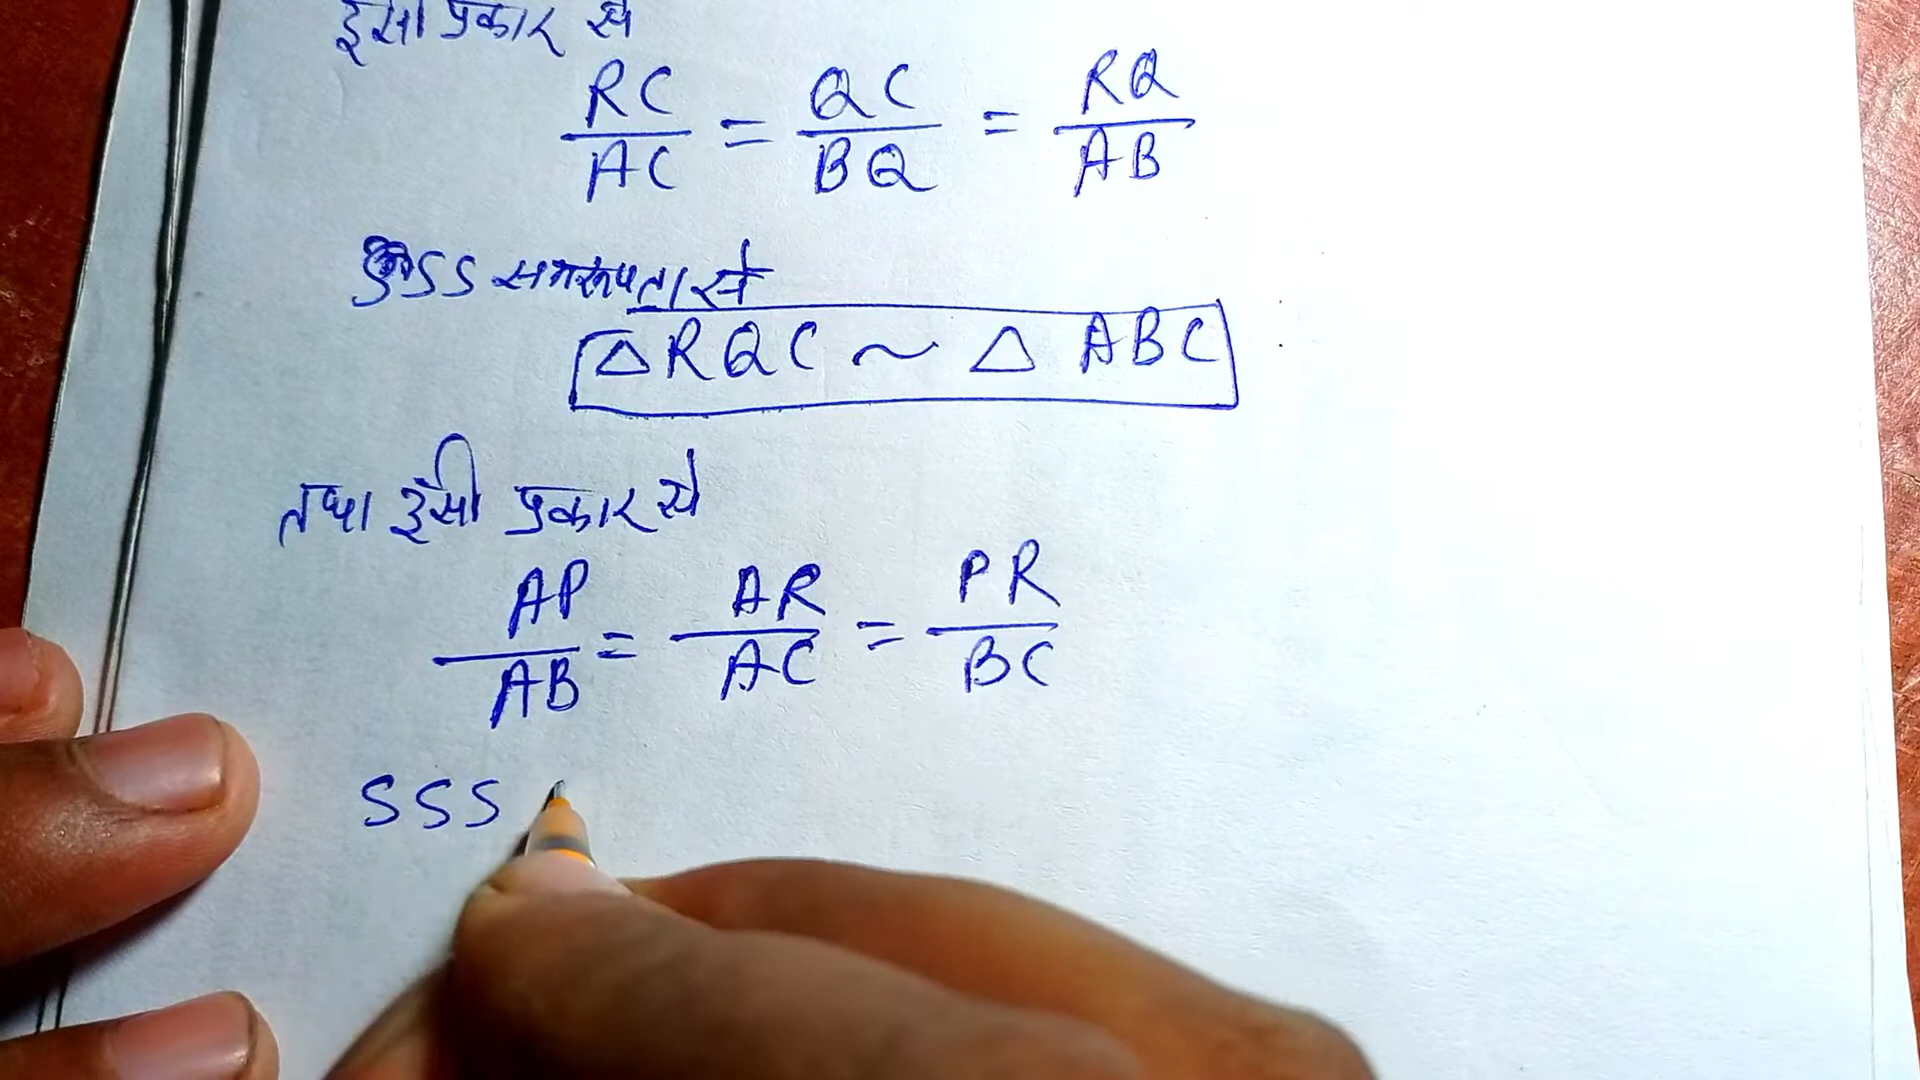 इसी प्रकार से
RC/AC = QC/BQ = RQ/AB
SSS समरूपता से
△RQC ~ △ABC
तथा इसी प्रकार से
AP/AB = AR/AC = PR/BC
SSS